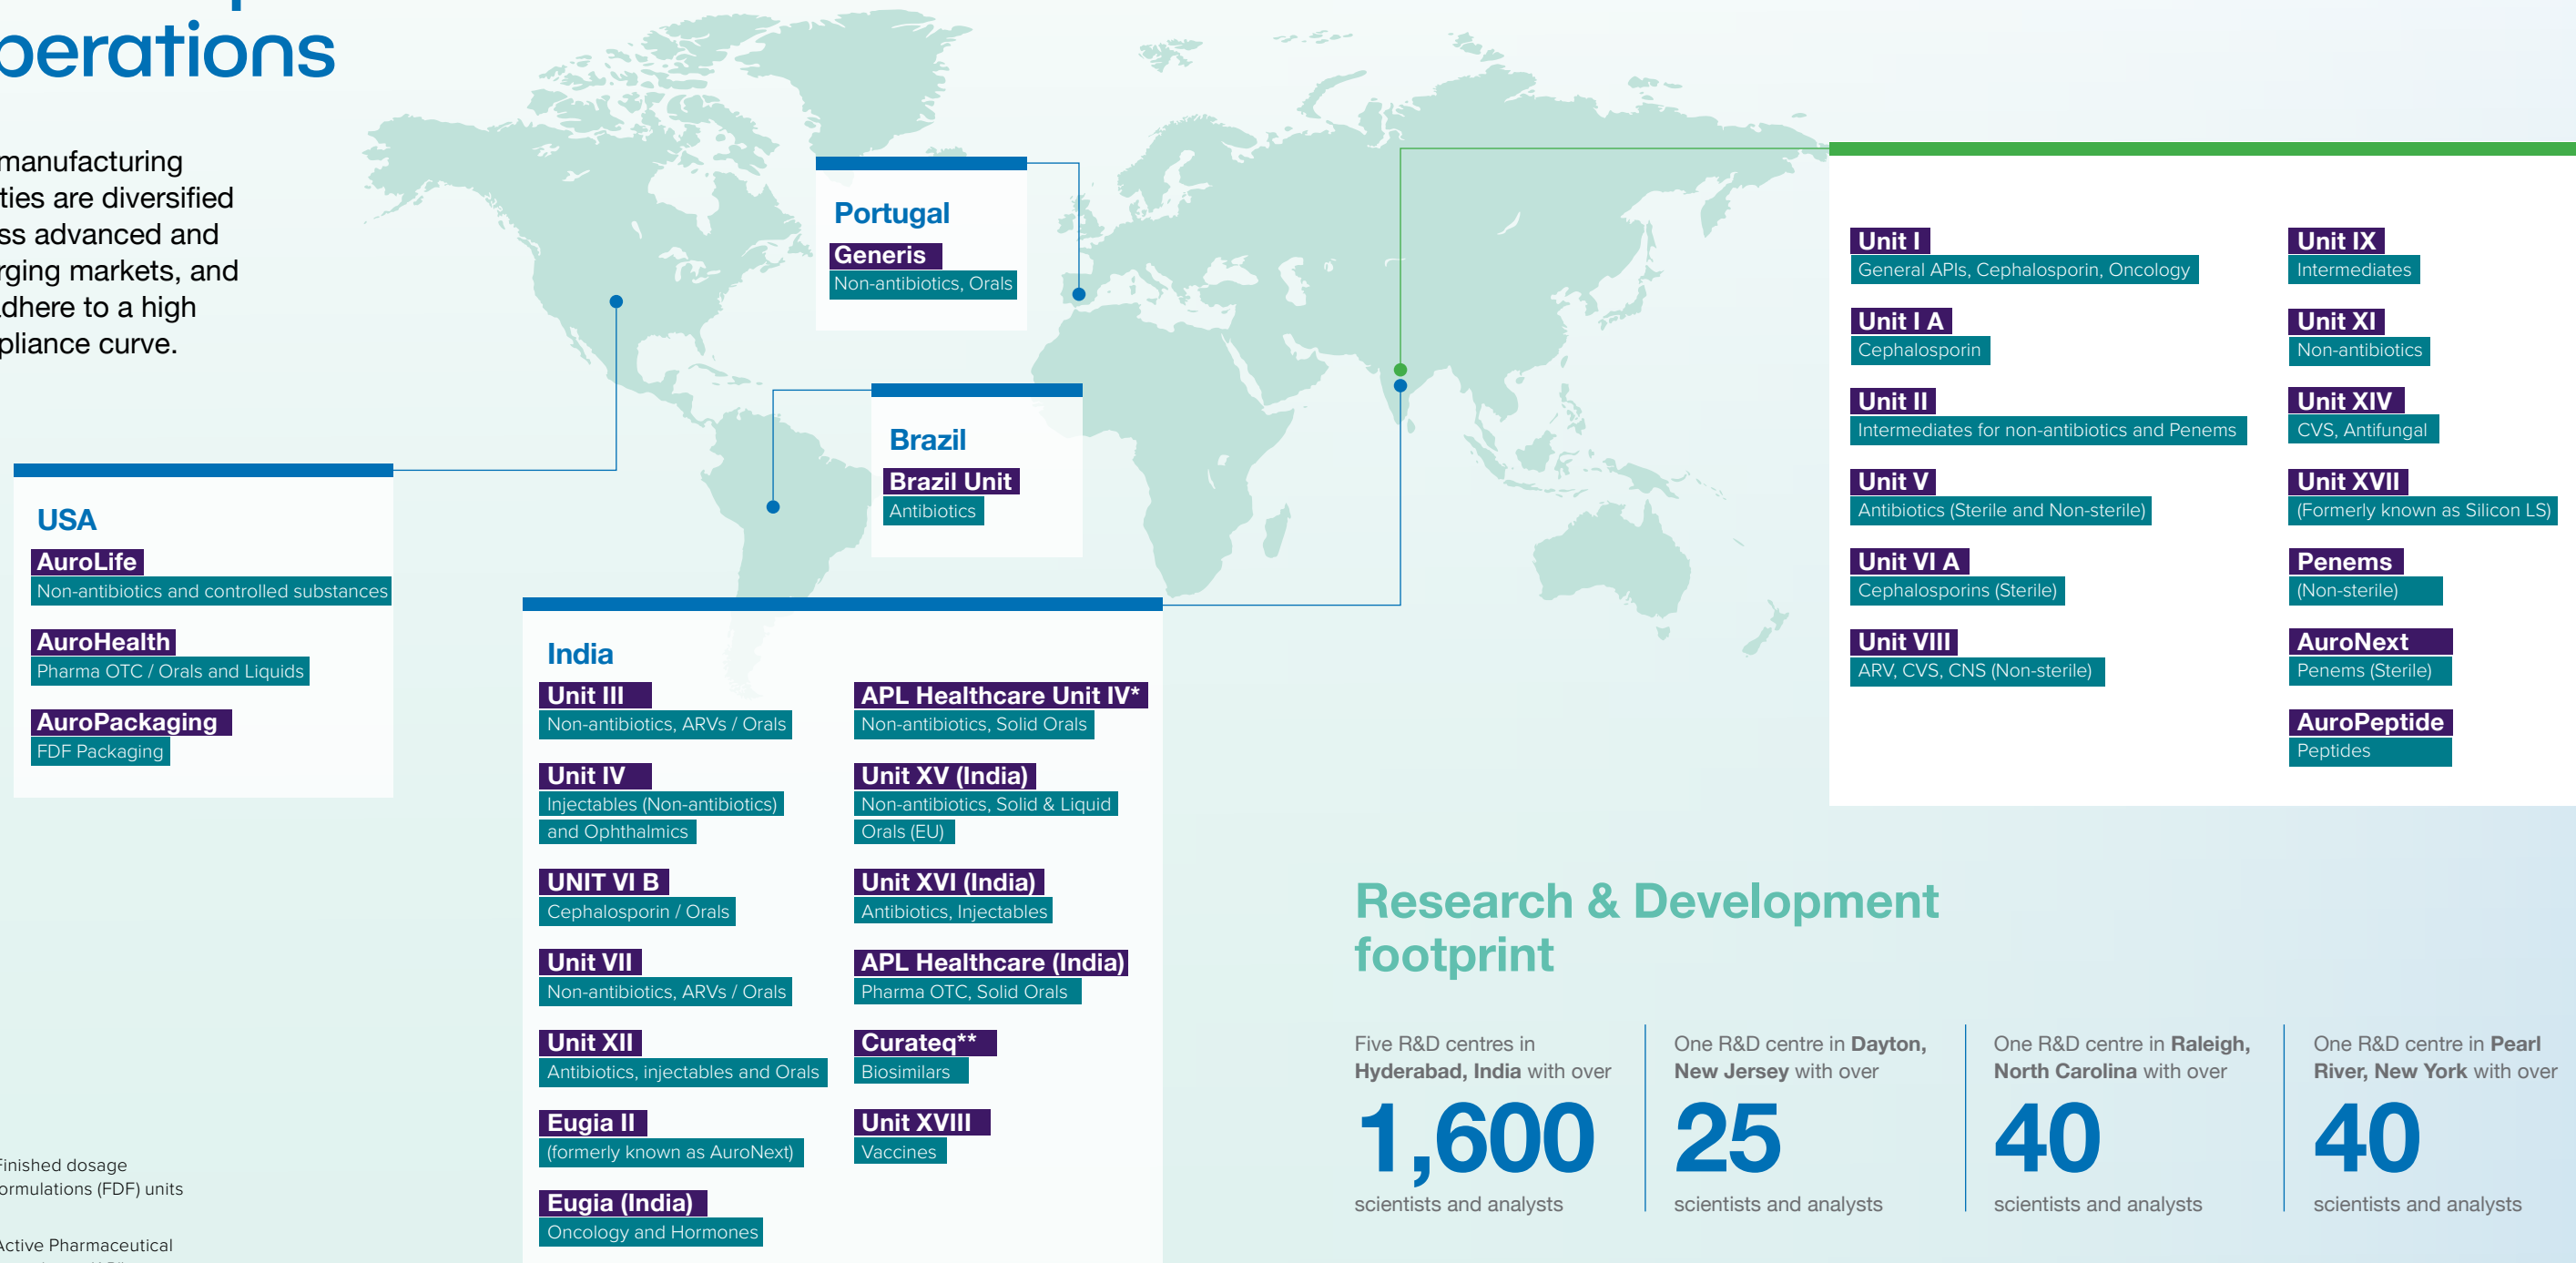 perations
manufacturing
ties are diversified
ss advanced and
rging markets, and
dhere to a high
pliance curve.
Portugal
Generis
Non-antibiotics, Orals
Brazil
Brazil Unit
Antibiotics
USA
AuroLife
Non-antibiotics and controlled substances
AuroHealth
Pharma OTC / Orals and Liquids
AuroPackaging
FDF Packaging
India
Unit III
Non-antibiotics, ARVs / Orals
Unit IV
Injectables (Non-antibiotics)
and Ophthalmics
UNIT VI B
Cephalosporin / Orals
Unit VII
Non-antibiotics, ARVs / Orals
Unit XII
Antibiotics, injectables and Orals
Eugia II
(formerly known as AuroNext)
Eugia (India)
Oncology and Hormones
APL Healthcare Unit IV*
Non-antibiotics, Solid Orals
Unit XV (India)
Non-antibiotics, Solid & Liquid
Orals (EU)
Unit XVI (India)
Antibiotics, Injectables
APL Healthcare (India)
Pharma OTC, Solid Orals
Curateq**
Biosimilars
Unit XVIII
Vaccines
Unit I
General APIs, Cephalosporin, Oncology
Unit I A
Cephalosporin
Unit II
Intermediates for non-antibiotics and Penems
Unit V
Antibiotics (Sterile and Non-sterile)
Unit VI A
Cephalosporins (Sterile)
Unit VIII
ARV, CVS, CNS (Non-sterile)
Unit IX
Intermediates
Unit XI
Non-antibiotics
Unit XIV
CVS, Antifungal
Unit XVII
(Formerly known as Silicon LS)
Penems
(Non-sterile)
AuroNext
Penems (Sterile)
AuroPeptide
Peptides
Research & Development
footprint
Five R&D centres in
Hyderabad, India with over
1,600
scientists and analysts
One R&D centre in Dayton,
New Jersey with over
25
scientists and analysts
One R&D centre in Raleigh,
North Carolina with over
40
scientists and analysts
One R&D centre in Pearl
River, New York with over
40
scientists and analysts
Finished dosage
ormulations (FDF) units
Active Pharmaceutical